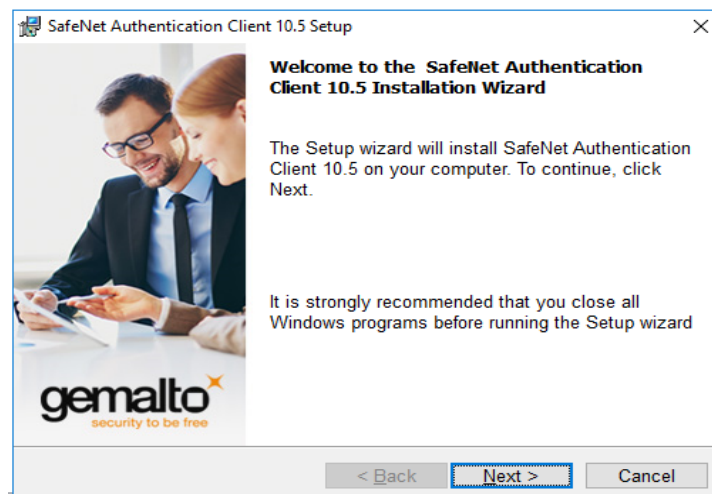 SafeNet Authentication Client 10.5 Setup
Welcome to the SafeNet Authentication
Client 10.5 Installation Wizard
The Setup wizard will install SafeNet Authentication
Client 10.5 on your computer. To continue, click
Next.
It is strongly recommended that you close all
Windows programs before running the Setup wizard
gemalto
security to be free
< Back
Next >
Cancel